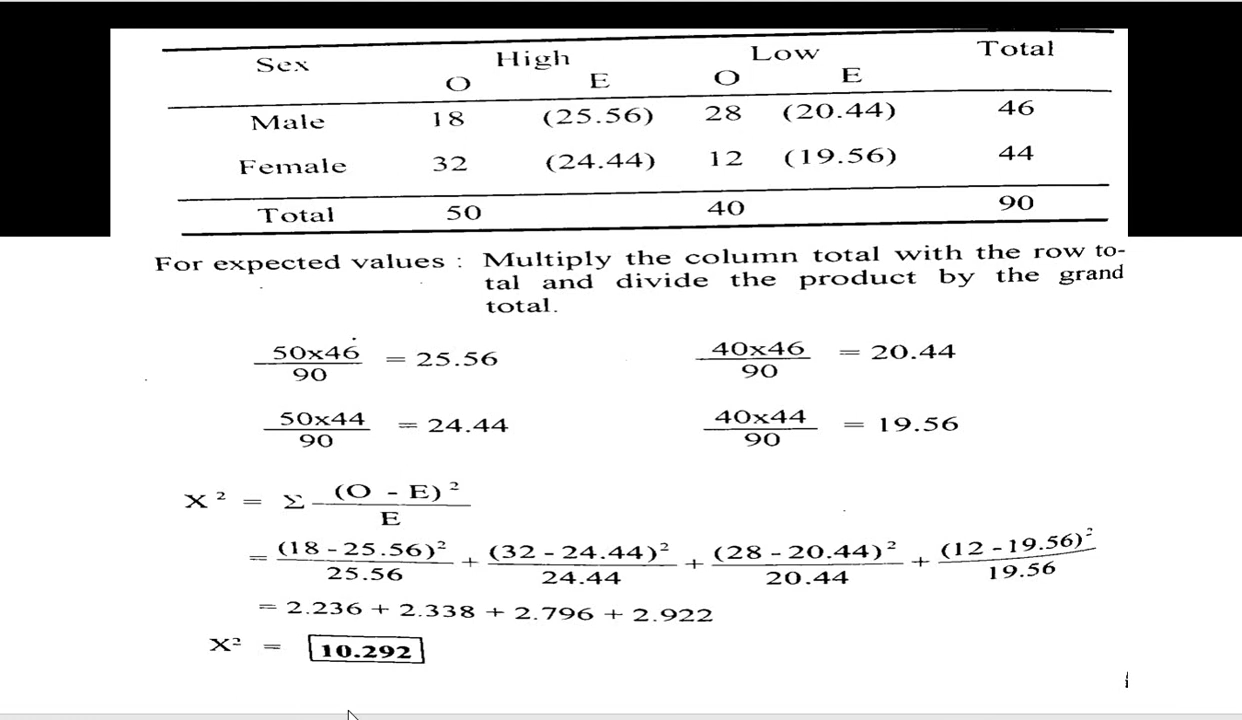 Sex High Low Total
O E O E
Male 18 (25.56) 28 (20.44) 46
Female 32 (24.44) 12 (19.56) 44
Total 50 40 90
For expected values : Multiply the column total with the row to-
tal and divide the product by the grand
total.
50x46 / 90 = 25.56 40x46 / 90 = 20.44
50x44 / 90 = 24.44 40x44 / 90 = 19.56
X² = Σ (O - E)² / E
= (18 - 25.56)² / 25.56 + (32 - 24.44)² / 24.44 + (28 - 20.44)² / 20.44 + (12 - 19.56)² / 19.56
= 2.236 + 2.338 + 2.796 + 2.922
X² = 10.292